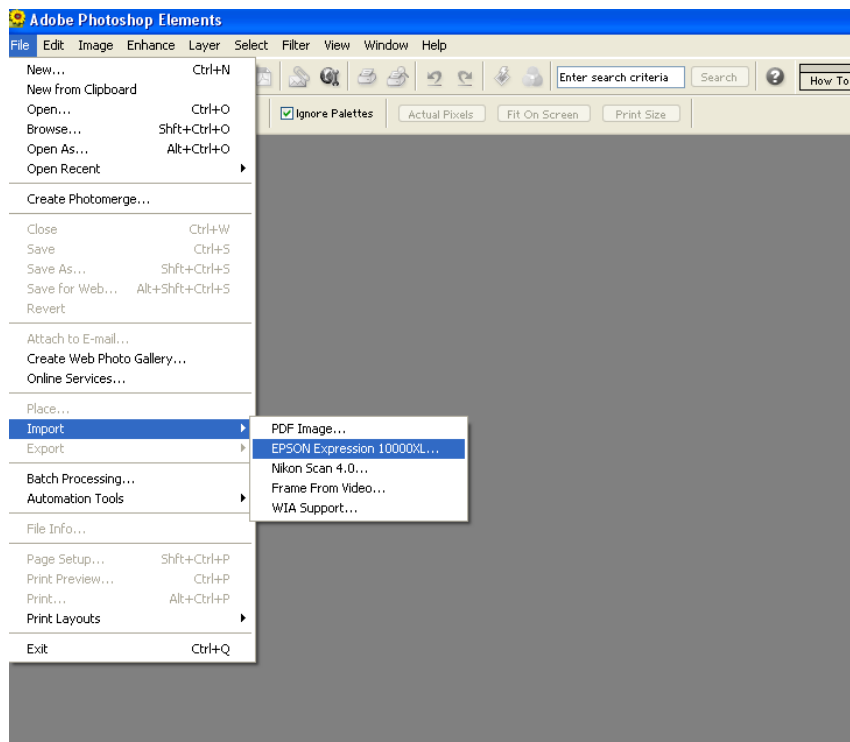 Adobe Photoshop Elements
File Edit Image Enhance Layer Select Filter View Window Help
Enter search criteria Search How To
Ignore Palettes Actual Pixels Fit On Screen Print Size
New... Ctrl+N
New from Clipboard
Open... Ctrl+O
Browse... Shft+Ctrl+O
Open As... Alt+Ctrl+O
Open Recent
Create Photomerge...
Close Ctrl+W
Save Ctrl+S
Save As... Shft+Ctrl+S
Save for Web... Alt+Shft+Ctrl+S
Revert
Attach to E-mail...
Create Web Photo Gallery...
Online Services...
Place...
Import
Export
Batch Processing...
Automation Tools
File Info...
Page Setup... Shft+Ctrl+P
Print Preview... Ctrl+P
Print... Alt+Ctrl+P
Print Layouts
Exit Ctrl+Q
PDF Image...
EPSON Expression 10000XL...
Nikon Scan 4.0...
Frame From Video...
WIA Support...